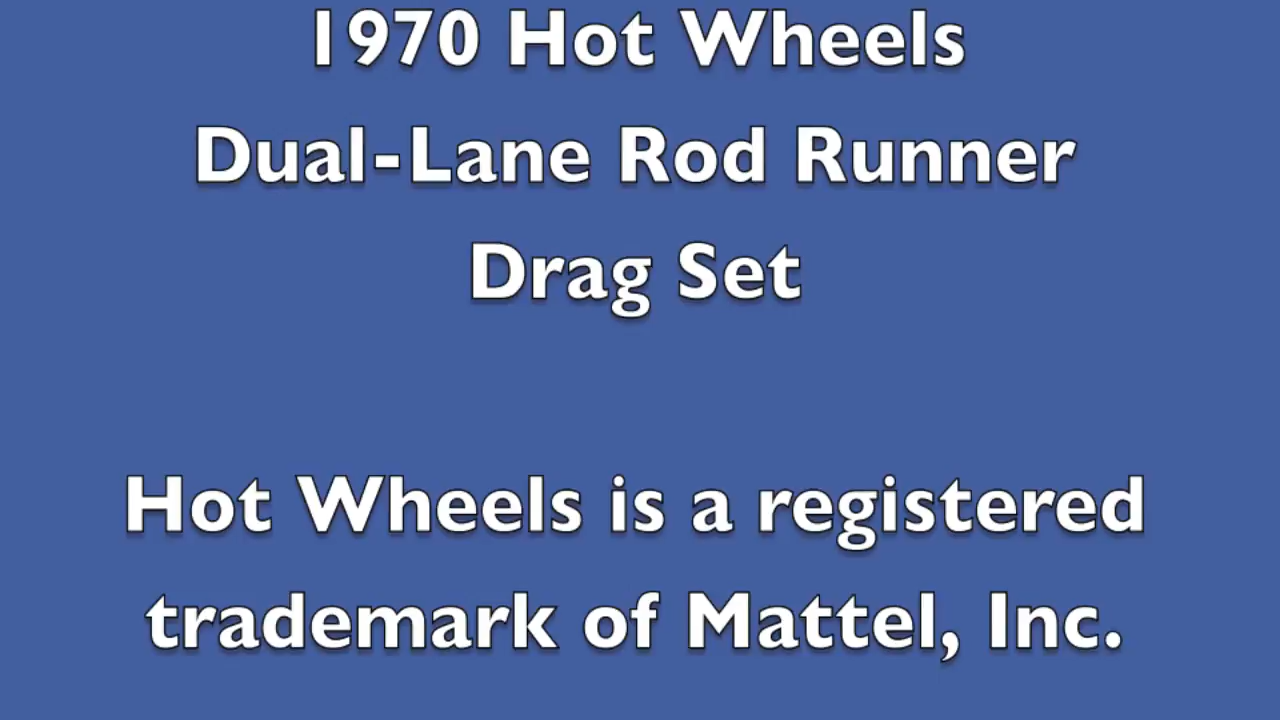 1970 Hot Wheels
Dual-Lane Rod Runner
Drag Set
Hot Wheels is a registered
trademark of Mattel, Inc.